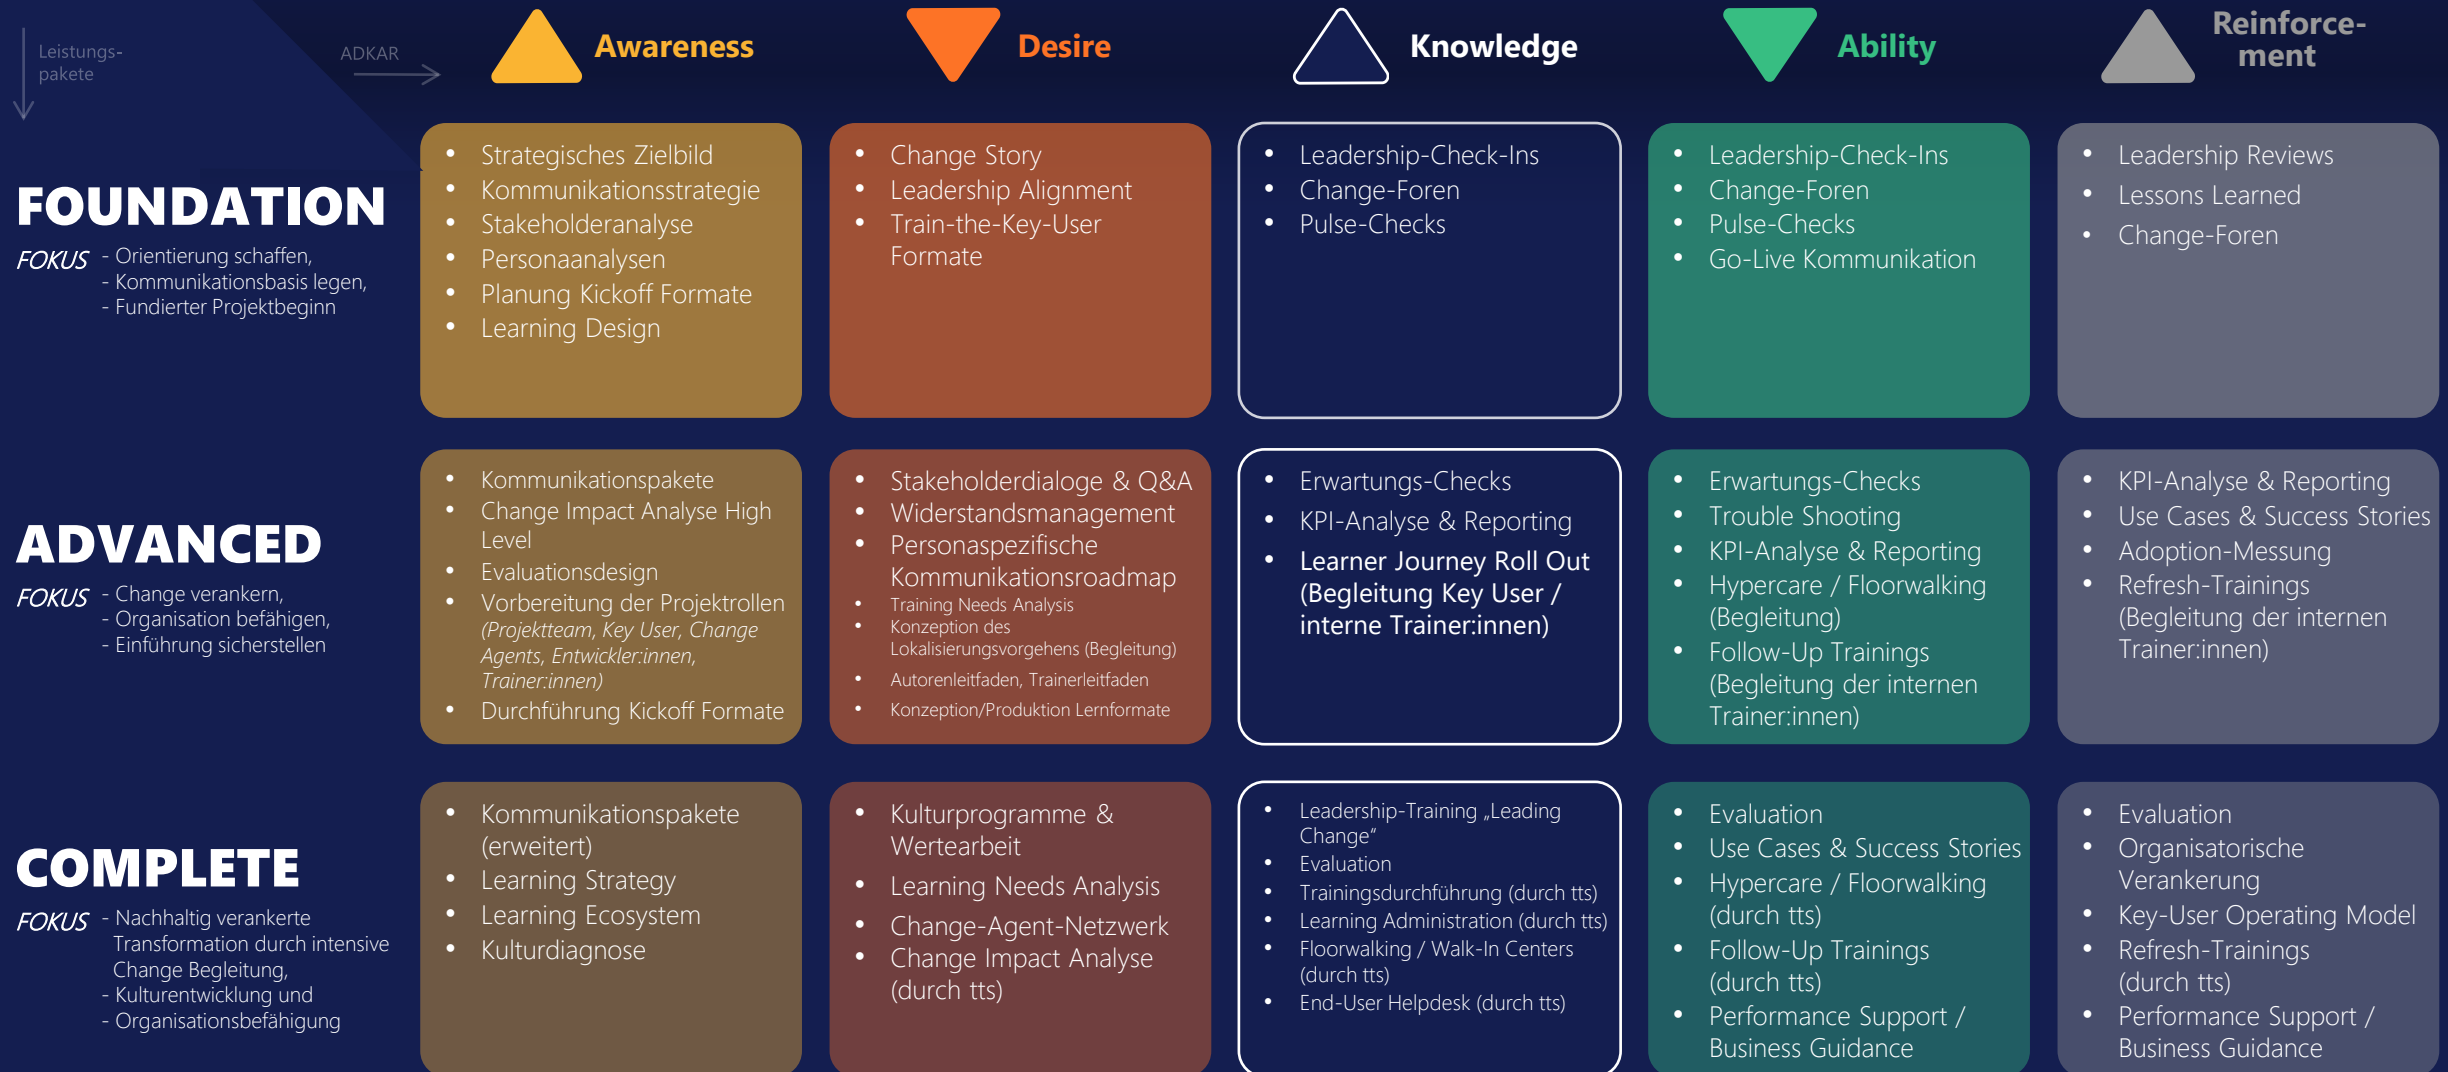 Leistungs-
pakete
ADKAR
Awareness
Desire
Knowledge
Ability
Reinforce-
ment
FOUNDATION
FOKUS - Orientierung schaffen,
- Kommunikationsbasis legen,
- Fundierter Projektbeginn
• Strategisches Zielbild
• Kommunikationsstrategie
• Stakeholderanalyse
• Personaanalysen
• Planung Kickoff Formate
• Learning Design
• Change Story
• Leadership Alignment
• Train-the-Key-User
Formate
• Leadership-Check-Ins
• Change-Foren
• Pulse-Checks
• Leadership-Check-Ins
• Change-Foren
• Pulse-Checks
• Go-Live Kommunikation
• Leadership Reviews
• Lessons Learned
• Change-Foren
ADVANCED
FOKUS - Change verankern,
- Organisation befähigen,
- Einführung sicherstellen
• Kommunikationspakete
• Change Impact Analyse High
Level
• Evaluationsdesign
• Vorbereitung der Projektrollen
(Projektteam, Key User, Change
Agents, Entwickler:innen,
Trainer:innen)
• Durchführung Kickoff Formate
• Stakeholderdialoge & Q&A
• Widerstandsmanagement
• Personaspezifische
Kommunikationsroadmap
• Training Needs Analysis
• Konzeption des
Lokalisierungsvorgehens (Begleitung)
• Autorenleitfaden, Trainerleitfaden
• Konzeption/Produktion Lernformate
• Erwartungs-Checks
• KPI-Analyse & Reporting
• Learner Journey Roll Out
(Begleitung Key User /
interne Trainer:innen)
• Erwartungs-Checks
• Trouble Shooting
• KPI-Analyse & Reporting
• Hypercare / Floorwalking
(Begleitung)
• Follow-Up Trainings
(Begleitung der internen
Trainer:innen)
• KPI-Analyse & Reporting
• Use Cases & Success Stories
• Adoption-Messung
• Refresh-Trainings
(Begleitung der internen
Trainer:innen)
COMPLETE
FOKUS - Nachhaltig verankerte
Transformation durch intensive
Change Begleitung,
- Kulturentwicklung und
- Organisationsbefähigung
• Kommunikationspakete
(erweitert)
• Learning Strategy
• Learning Ecosystem
• Kulturdiagnose
• Kulturprogramme &
Wertearbeit
• Learning Needs Analysis
• Change-Agent-Netzwerk
• Change Impact Analyse
(durch tts)
• Leadership-Training „Leading
Change“
• Evaluation
• Trainingsdurchführung (durch tts)
• Learning Administration (durch tts)
• Floorwalking / Walk-In Centers
(durch tts)
• End-User Helpdesk (durch tts)
• Evaluation
• Use Cases & Success Stories
• Hypercare / Floorwalking
(durch tts)
• Follow-Up Trainings
(durch tts)
• Performance Support /
Business Guidance
• Evaluation
• Organisatorische
Verankerung
• Key-User Operating Model
• Refresh-Trainings
(durch tts)
• Performance Support /
Business Guidance